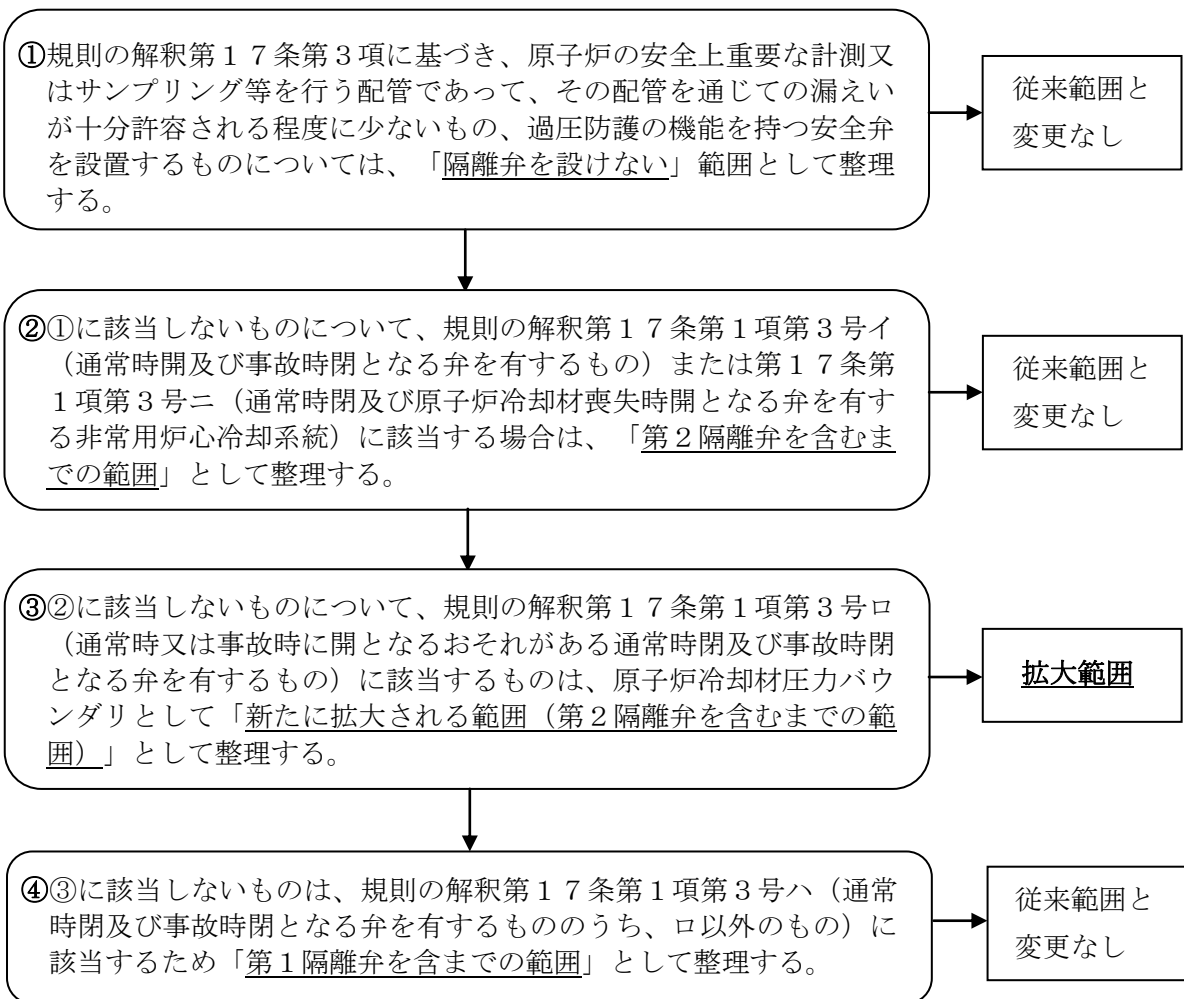 ①規則の解釈第17条第3項に基づき、原子炉の安全上重要な計測又
はサンプリング等を行う配管であって、その配管を通じての漏えい
が十分許容される程度に少ないもの、過圧防護の機能を持つ安全弁
を設置するものについては、「隔離弁を設けない」範囲として整理
する。
従来範囲と
変更なし
②①に該当しないものについて、規則の解釈第17条第1項第3号イ
（通常時開及び事故時閉となる弁を有するもの）または第17条第
1項第3号ニ（通常時閉及び原子炉冷却材喪失時開となる弁を有す
る非常用炉心冷却系統）に該当する場合は、「第2隔離弁を含むま
での範囲」として整理する。
従来範囲と
変更なし
③②に該当しないものについて、規則の解釈第17条第1項第3号ロ
（通常時又は事故時に開となるおそれがある通常時閉及び事故時閉
となる弁を有するもの）に該当するものは、原子炉冷却材圧力バウ
ンダリとして「新たに拡大される範囲（第2隔離弁を含むまでの範
囲）」として整理する。
拡大範囲
④③に該当しないものは、規則の解釈第17条第1項第3号ハ（通常
時閉及び事故時閉となる弁を有するもののうち、ロ以外のもの）に
該当するため「第1隔離弁を含までの範囲」として整理する。
従来範囲と
変更なし